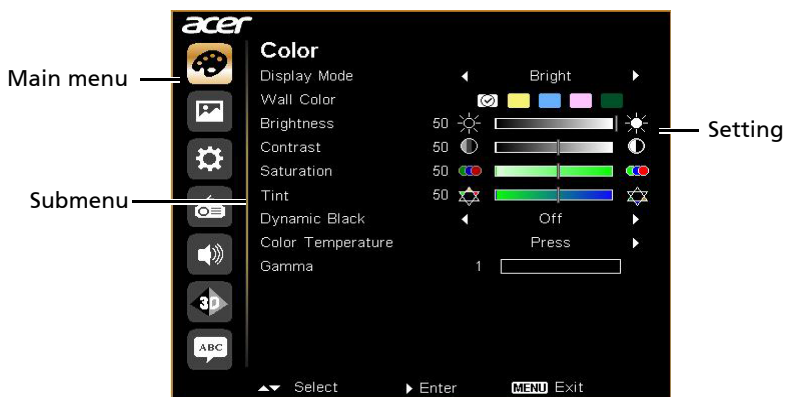 acer
Color
Display Mode Bright
Wall Color
Brightness 50
Contrast 50
Saturation 50
Tint 50
Dynamic Black Off
Color Temperature Press
Gamma 1
3D
ABC
Select Enter MENU Exit
Main menu
Submenu
Setting